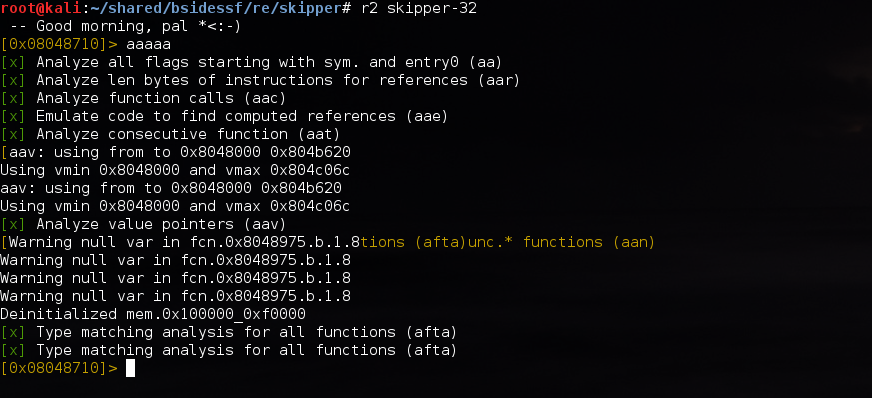 root@kali:~/shared/bsidessf/re/skipper# r2 skipper-32
 -- Good morning, pal *<:-)
[0x08048710]> aaaaa
[x] Analyze all flags starting with sym. and entry0 (aa)
[x] Analyze len bytes of instructions for references (aar)
[x] Analyze function calls (aac)
[x] Emulate code to find computed references (aae)
[x] Analyze consecutive function (aat)
[aav: using from to 0x8048000 0x804b620
Using vmin 0x8048000 and vmax 0x804c06c
aav: using from to 0x8048000 0x804b620
Using vmin 0x8048000 and vmax 0x804c06c
[x] Analyze value pointers (aav)
[Warning null var in fcn.0x8048975.b.1.8tions (afta)unc.* functions (aan)
Warning null var in fcn.0x8048975.b.1.8
Warning null var in fcn.0x8048975.b.1.8
Warning null var in fcn.0x8048975.b.1.8
Deinitialized mem.0x100000_0xf0000
[x] Type matching analysis for all functions (afta)
[x] Type matching analysis for all functions (afta)
[0x08048710]>